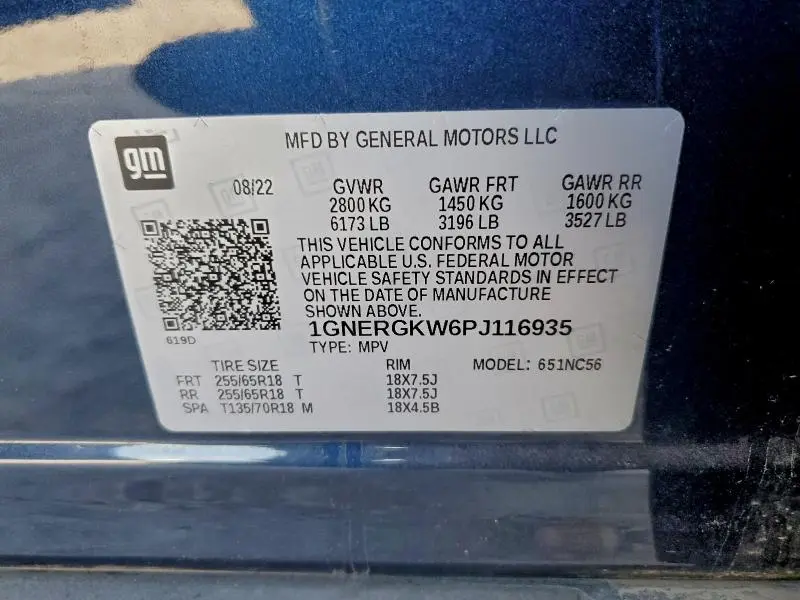 gm
MFD BY GENERAL MOTORS LLC
08/22 GVWR GAWR FRT GAWR RR
2800 KG 1450 KG 1600 KG
6173 LB 3196 LB 3527 LB
THIS VEHICLE CONFORMS TO ALL
APPLICABLE U.S. FEDERAL MOTOR
VEHICLE SAFETY STANDARDS IN EFFECT
ON THE DATE OF MANUFACTURE
SHOWN ABOVE.
1GNERGKW6PJ116935
619D
TYPE: MPV
TIRE SIZE RIM MODEL: 651NC56
FRT 255/65R18 T 18X7.5J
RR 255/65R18 T 18X7.5J
SPA T135/70R18 M 18X4.5B